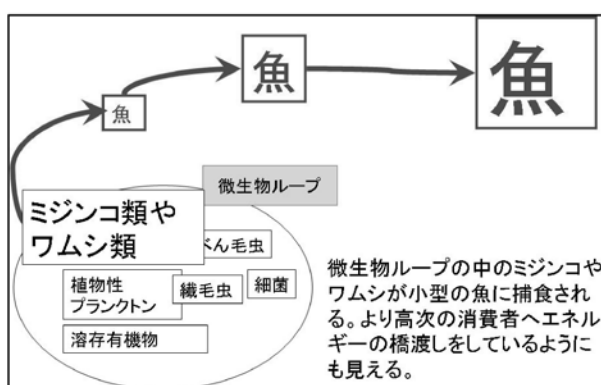 魚
魚
魚
微生物ループ
ミジンコ類や
ワムシ類
べん毛虫
植物性
プランクトン
繊毛虫
細菌
溶存有機物
微生物ループの中のミジンコや
ワムシが小型の魚に捕食され
る。より高次の消費者へエネル
ギーの橋渡しをしているように
も見える。